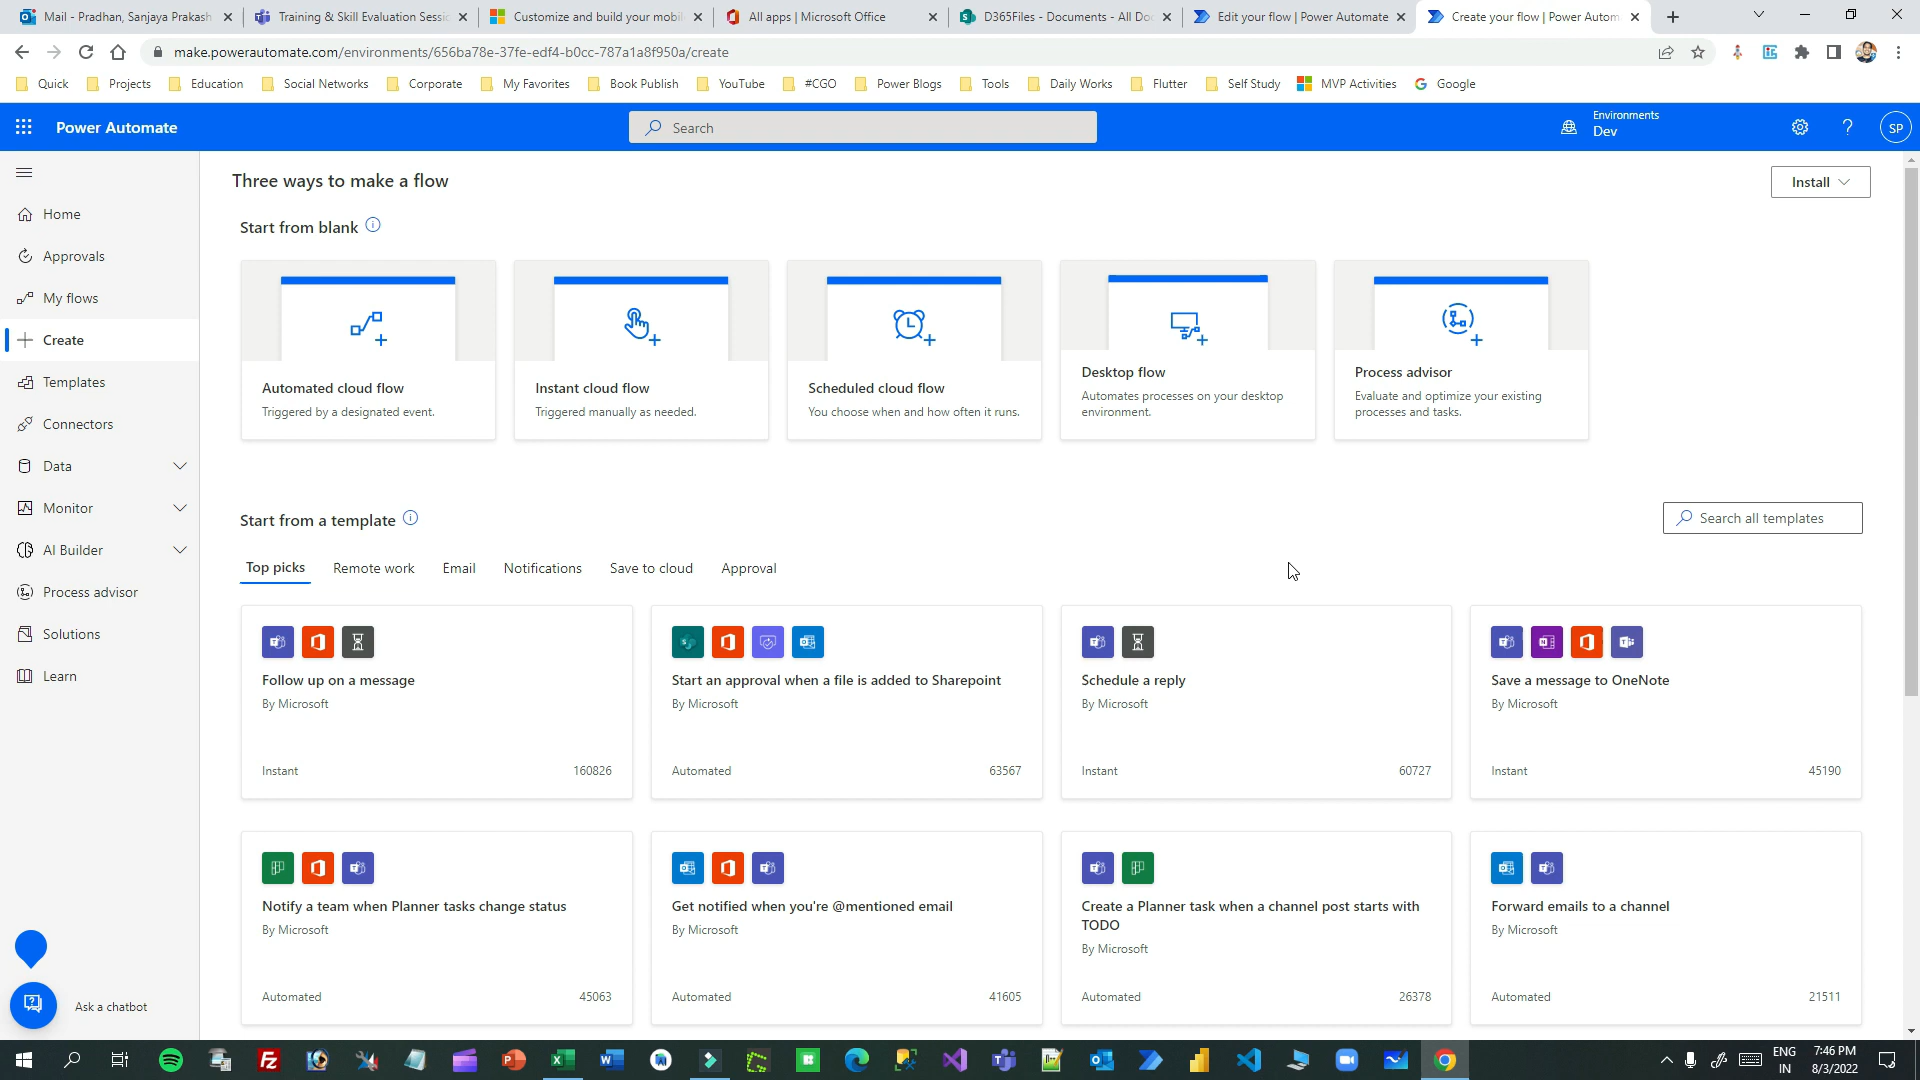 Mail - Pradhan, Sanjaya Prakash
Training & Skill Evaluation Sessio
Customize and build your mobil
All apps | Microsoft Office
D365Files - Documents - All Doc
Edit your flow | Power Automate
Create your flow | Power Autom
make.powerautomate.com/environments/656ba78e-37fe-edf4-b0cc-787a1a8f950a/create
Quick
Projects
Education
Social Networks
Corporate
My Favorites
Book Publish
YouTube
#CGO
Power Blogs
Tools
Daily Works
Flutter
Self Study
MVP Activities
Google
Power Automate
Search
Environments
Dev
SP
Home
Approvals
My flows
Create
Templates
Connectors
Data
Monitor
AI Builder
Process advisor
Solutions
Learn
Ask a chatbot
Three ways to make a flow
Install
Start from blank
Automated cloud flow
Triggered by a designated event.
Instant cloud flow
Triggered manually as needed.
Scheduled cloud flow
You choose when and how often it runs.
Desktop flow
Automates processes on your desktop
environment.
Process advisor
Evaluate and optimize your existing
processes and tasks.
Start from a template
Search all templates
Top picks
Remote work
Email
Notifications
Save to cloud
Approval
Follow up on a message
By Microsoft
Instant
160826
Start an approval when a file is added to Sharepoint
By Microsoft
Automated
63567
Schedule a reply
By Microsoft
Instant
60727
Save a message to OneNote
By Microsoft
Instant
45190
Notify a team when Planner tasks change status
By Microsoft
Automated
45063
Get notified when you're @mentioned email
By Microsoft
Automated
41605
Create a Planner task when a channel post starts with
TODO
By Microsoft
Automated
26378
Forward emails to a channel
By Microsoft
Automated
21511
ENG
IN
7:46 PM
8/3/2022